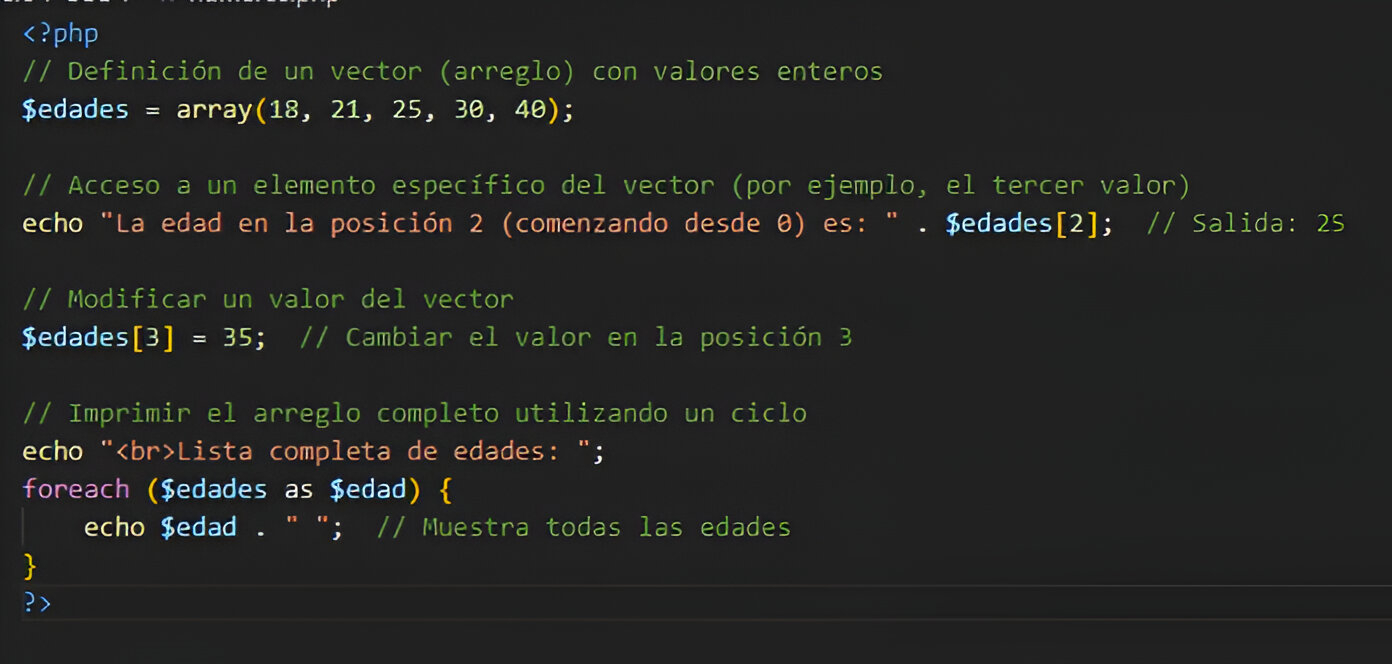 <?php
// Definición de un vector (arreglo) con valores enteros
$edades = array(18, 21, 25, 30, 40);
// Acceso a un elemento específico del vector (por ejemplo, el tercer valor)
echo "La edad en la posición 2 (comenzando desde 0) es: " . $edades[2];  // Salida: 25
// Modificar un valor del vector
$edades[3] = 35;  // Cambiar el valor en la posición 3
// Imprimir el arreglo completo utilizando un ciclo
echo "<br>Lista completa de edades: ";
foreach ($edades as $edad) {
    echo $edad . " ";  // Muestra todas las edades
}
?>